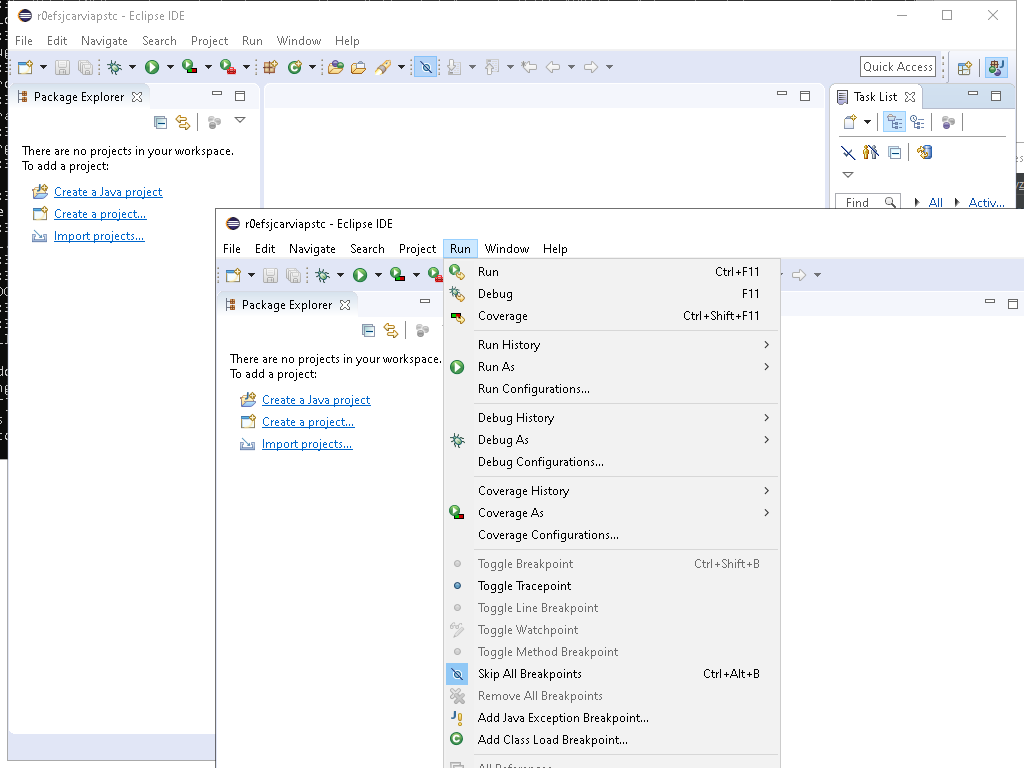 r0efsjcarviapstc - Eclipse IDE
File Edit Navigate Search Project Run Window Help
Quick Access
Package Explorer
Task List
There are no projects in your workspace.
To add a project:
Create a Java project
Create a project...
Import projects...
Find All Activ...
r0efsjcarviapstc - Eclipse IDE
File Edit Navigate Search Project Run Window Help
Package Explorer
There are no projects in your workspace.
To add a project:
Create a Java project
Create a project...
Import projects...
Run Ctrl+F11
Debug F11
Coverage Ctrl+Shift+F11
Run History
Run As
Run Configurations...
Debug History
Debug As
Debug Configurations...
Coverage History
Coverage As
Coverage Configurations...
Toggle Breakpoint Ctrl+Shift+B
Toggle Tracepoint
Toggle Line Breakpoint
Toggle Watchpoint
Toggle Method Breakpoint
Skip All Breakpoints Ctrl+Alt+B
Remove All Breakpoints
Add Java Exception Breakpoint...
Add Class Load Breakpoint...